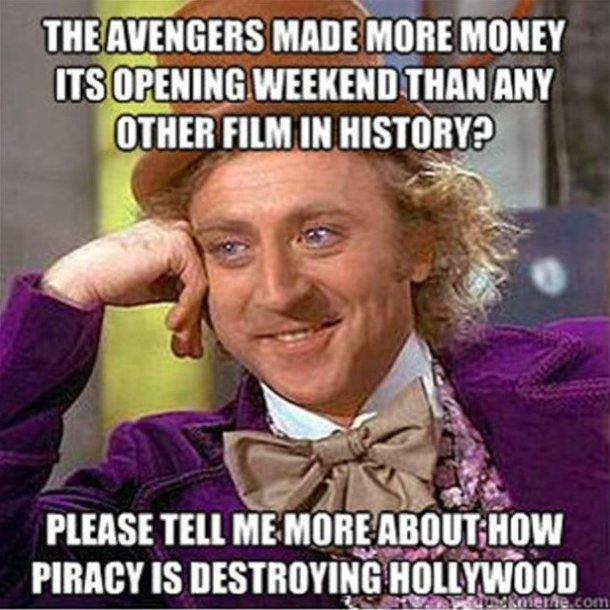 THE AVENGERS MADE MORE MONEY
ITS OPENING WEEKEND THAN ANY
OTHER FILM IN HISTORY?
PLEASE TELL ME MORE ABOUT HOW
PIRACY IS DESTROYING HOLLYWOOD